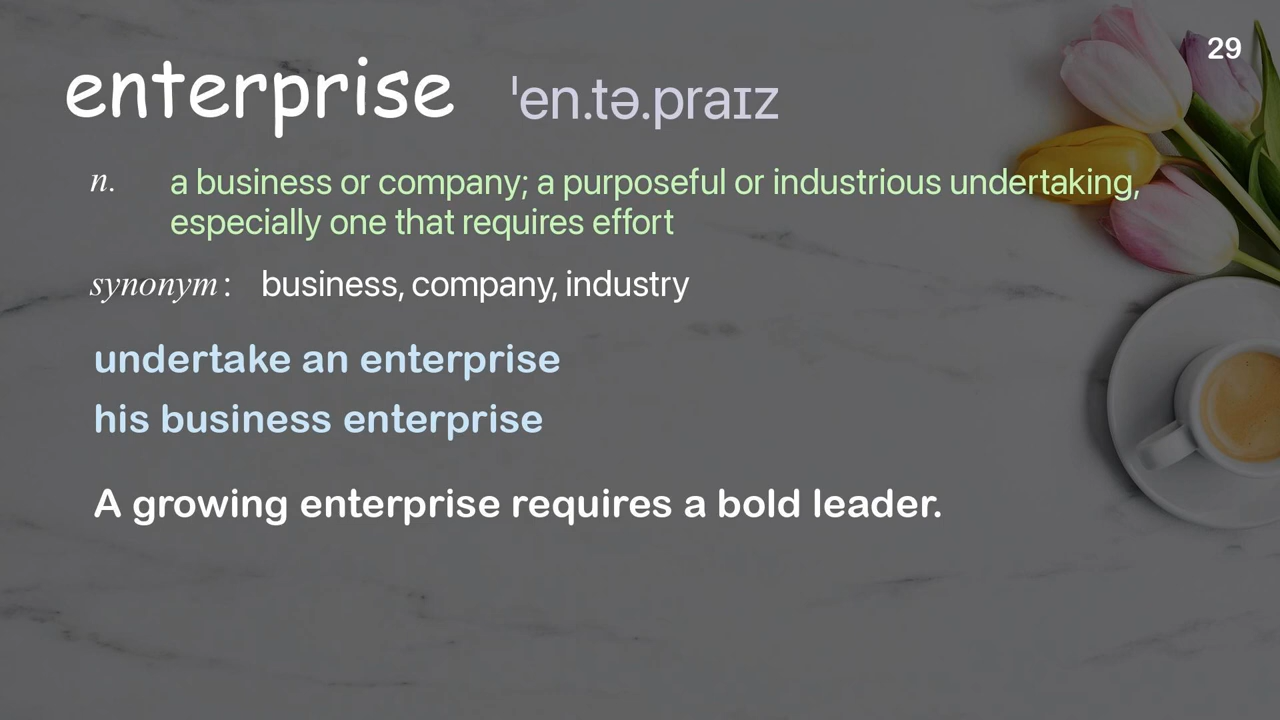 29
enterprise ˈen.tə.praɪz
n. a business or company; a purposeful or industrious undertaking,
especially one that requires effort
synonym: business, company, industry
undertake an enterprise
his business enterprise
A growing enterprise requires a bold leader.